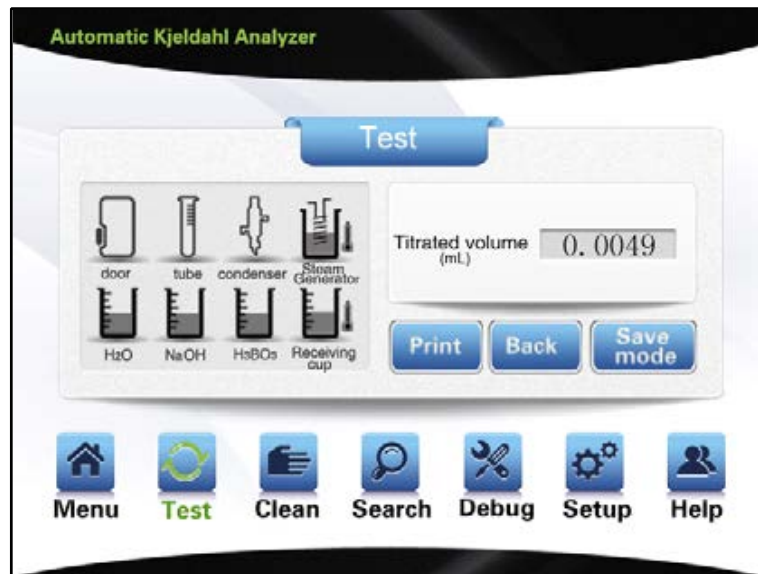 Automatic Kjeldahl Analyzer
Test
door tube condenser Steam Generator
Titrated volume 0.0049
(mL)
H₂O NaOH H₃BO₃ Receiving cup
Print Back Save mode
Menu Test Clean Search Debug Setup Help